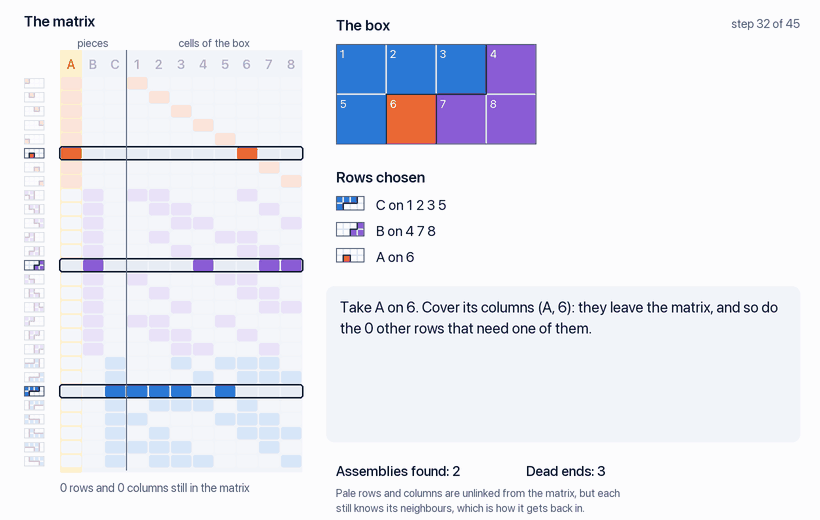 The matrix
pieces cells of the box
A B C 1 2 3 4 5 6 7 8
0 rows and 0 columns still in the matrix
The box
step 32 of 45
1 2 3 4
5 6 7 8
Rows chosen
C on 1 2 3 5
B on 4 7 8
A on 6
Take A on 6. Cover its columns (A, 6): they leave the matrix, and so do
the 0 other rows that need one of them.
Assemblies found: 2 Dead ends: 3
Pale rows and columns are unlinked from the matrix, but each
still knows its neighbours, which is how it gets back in.